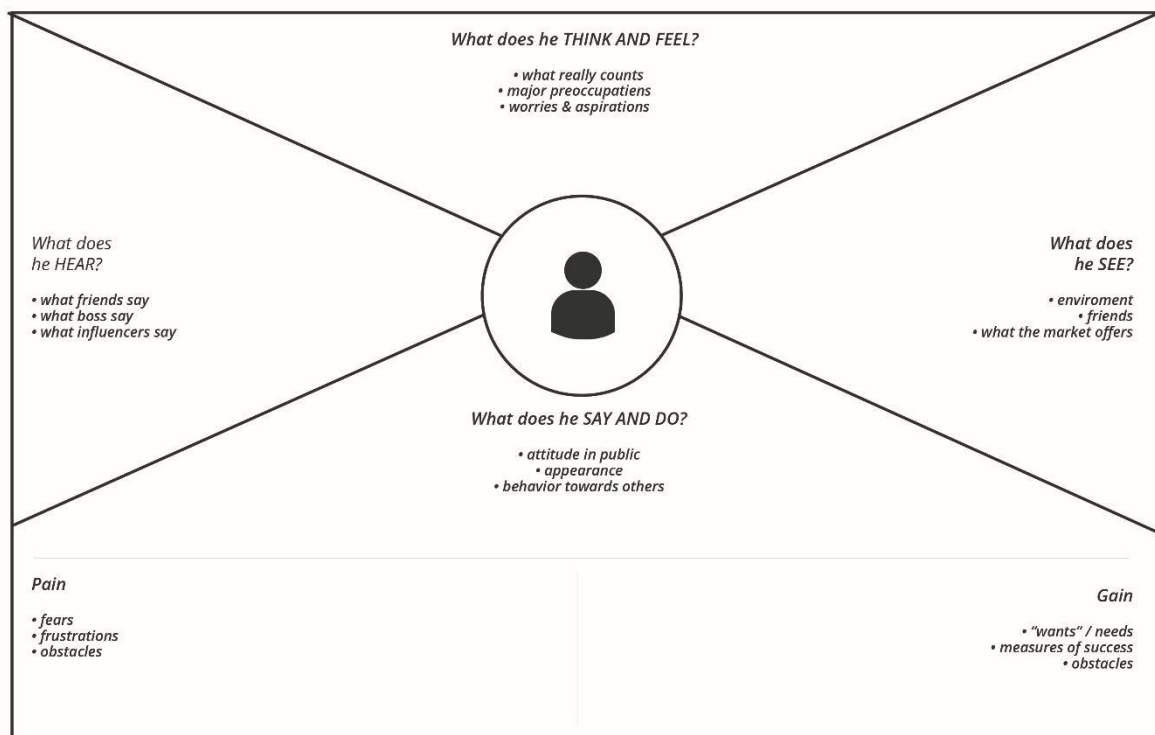 What does he THINK AND FEEL?
• what really counts
• major preoccupatiens
• worries & aspirations
What does
he HEAR?
• what friends say
• what boss say
• what influencers say
What does
he SEE?
• enviroment
• friends
• what the market offers
What does he SAY AND DO?
• attitude in public
• appearance
• behavior towards others
Pain
• fears
• frustrations
• obstacles
Gain
• “wants” / needs
• measures of success
• obstacles